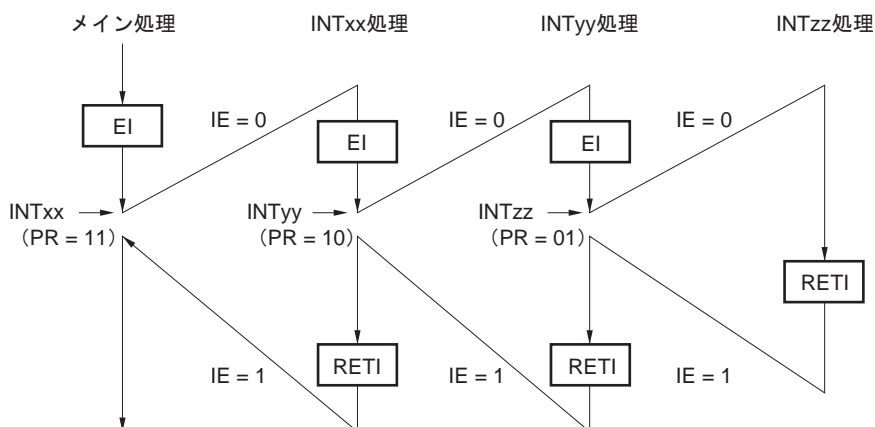 メイン処理 INTxx処理 INTyy処理 INTzz処理
EI IE = 0 EI IE = 0 EI IE = 0
INTxx INTyy INTzz
（PR = 11） （PR = 10） （PR = 01）
RETI
IE = 1 RETI IE = 1 RETI IE = 1